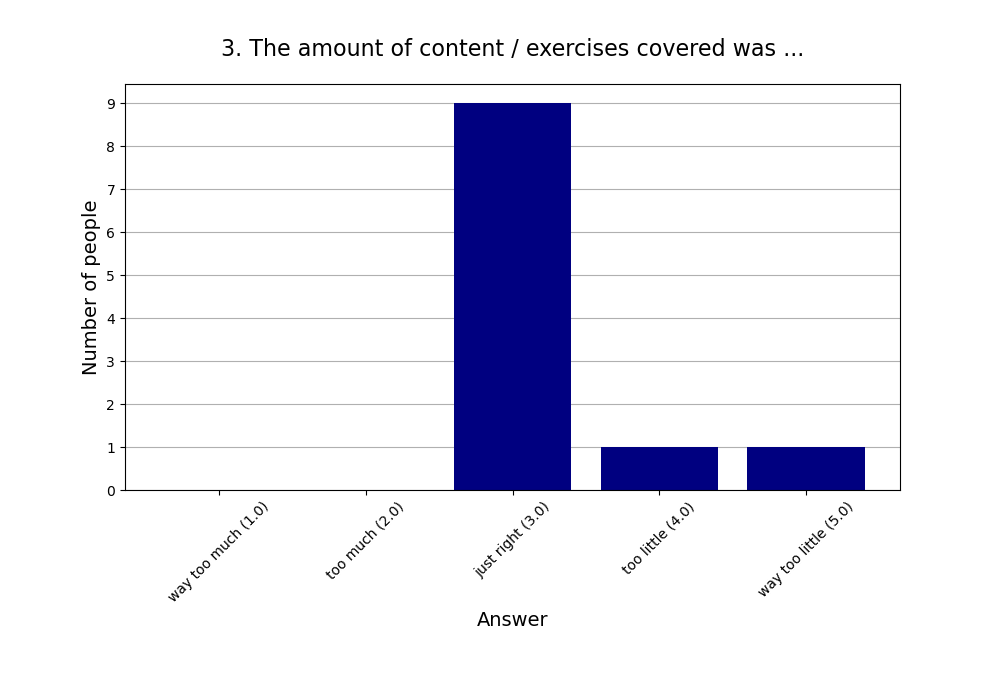 3. The amount of content / exercises covered was ...
Number of people
9
8
7
6
5
4
3
2
1
0
way too much (1.0)
too much (2.0)
just right (3.0)
too little (4.0)
way too little (5.0)
Answer